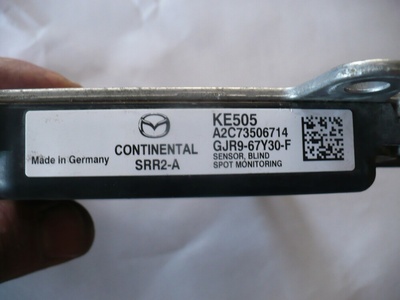 Made in Germany
CONTINENTAL
SRR2-A
KE505
A2C73506714
GJR9-67Y30-F
SENSOR, BLIND
SPOT MONITORING